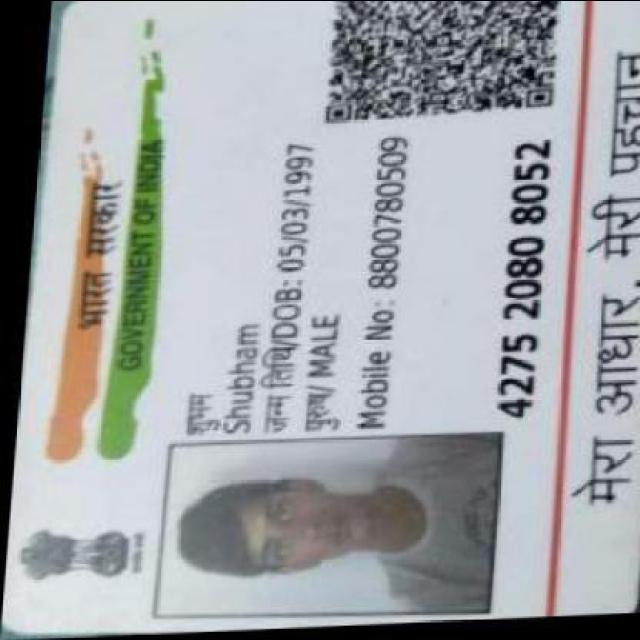 भारत सरकार
GOVERNMENT OF INDIA
शुभम
Shubham
जन्म तिथि/DOB: 05/03/1997
पुरुष/ MALE
Mobile No: 8800780509
4275 2080 8052
मेरा आधार, मेरी पहचान